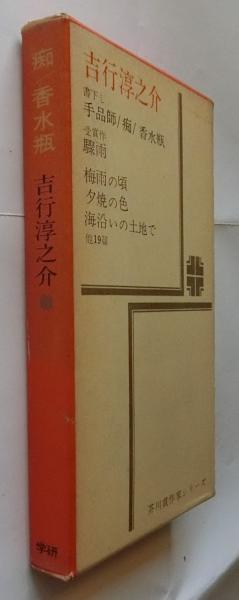 痴 香水瓶
吉行淳之介
学研
吉行淳之介
書下し
手品師/痴/香水瓶
受賞作
驟雨
梅雨の頃
夕焼の色
海沿いの土地で
他19篇
芥川賞作家シリーズ